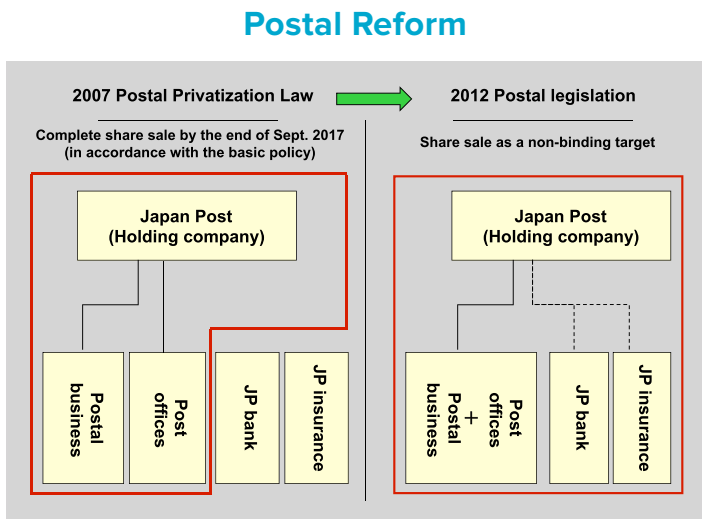 Postal Reform
2007 Postal Privatization Law
Complete share sale by the end of Sept. 2017
(in accordance with the basic policy)
Japan Post
(Holding company)
Postal
business
Post
offices
JP bank
JP insurance
2012 Postal legislation
Share sale as a non-binding target
Japan Post
(Holding company)
Post
offices
+
Postal
business
JP bank
JP insurance